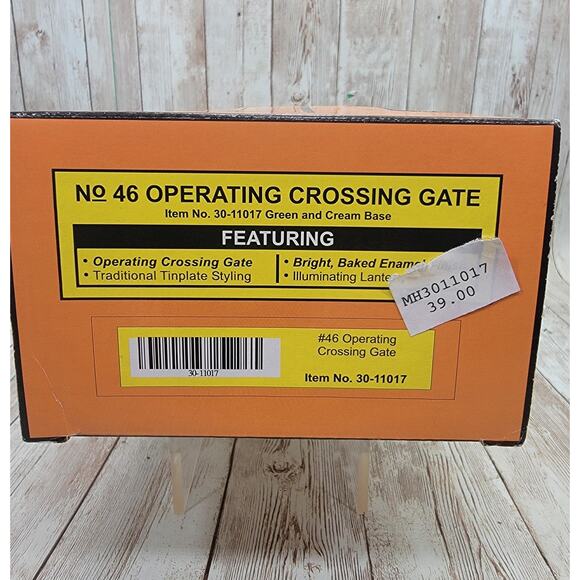 No 46 OPERATING CROSSING GATE
Item No. 30-11017 Green and Cream Base
FEATURING
• Operating Crossing Gate
• Traditional Tinplate Styling
• Bright, Baked Enamel
• Illuminating
MH3011017
39.00
30-11017
#46 Operating
Crossing Gate
Item No. 30-11017